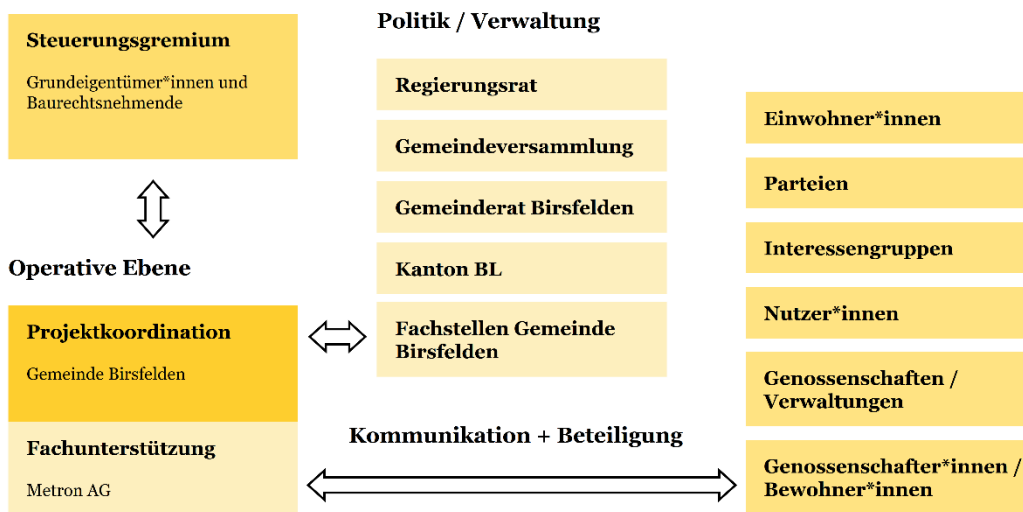 Steuerungsgremium
Grundeigentümer*innen und
Baurechtsnehmende
Operative Ebene
Projektkoordination
Gemeinde Birsfelden
Fachunterstützung
Metron AG
Politik / Verwaltung
Regierungsrat
Gemeindeversammlung
Gemeinderat Birsfelden
Kanton BL
Fachstellen Gemeinde
Birsfelden
Kommunikation + Beteiligung
Einwohner*innen
Parteien
Interessengruppen
Nutzer*innen
Genossenschaften /
Verwaltungen
Genossenschafter*innen /
Bewohner*innen